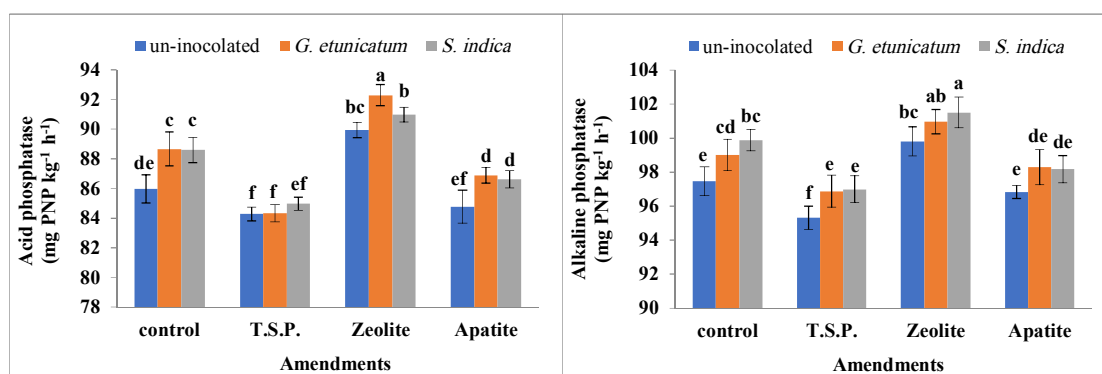 un-inocolated G. etunicatum S. indica
Acid phosphatase
(mg PNP kg⁻¹ h⁻¹)
94
92
90
88
86
84
82
80
78
de c c
f f ef
bc a b
ef d d
control T.S.P. Zeolite Apatite
Amendments
un-inocolated G. etunicatum S. indica
Alkaline phosphatase
(mg PNP kg⁻¹ h⁻¹)
104
102
100
98
96
94
92
90
e cd bc
f e e
bc ab a
e de de
control T.S.P. Zeolite Apatite
Amendments